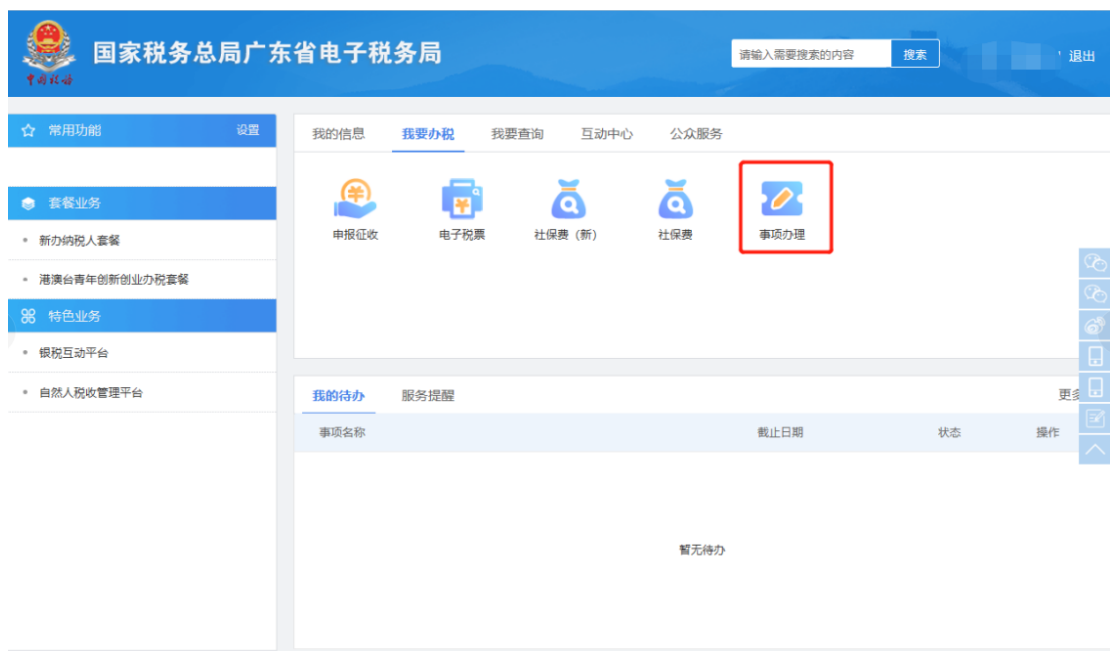 国家税务总局广东省电子税务局
中国税务
请输入需要搜索的内容 搜索 退出
常用功能 设置
套餐业务
新办纳税人套餐
港澳台青年创新创业办税套餐
特色业务
银税互动平台
自然人税收管理平台
我的信息 我要办税 我要查询 互动中心 公众服务
申报征收 电子税票 社保费（新） 社保费 事项办理
我的待办 服务提醒 更多
事项名称 截止日期 状态 操作
暂无待办